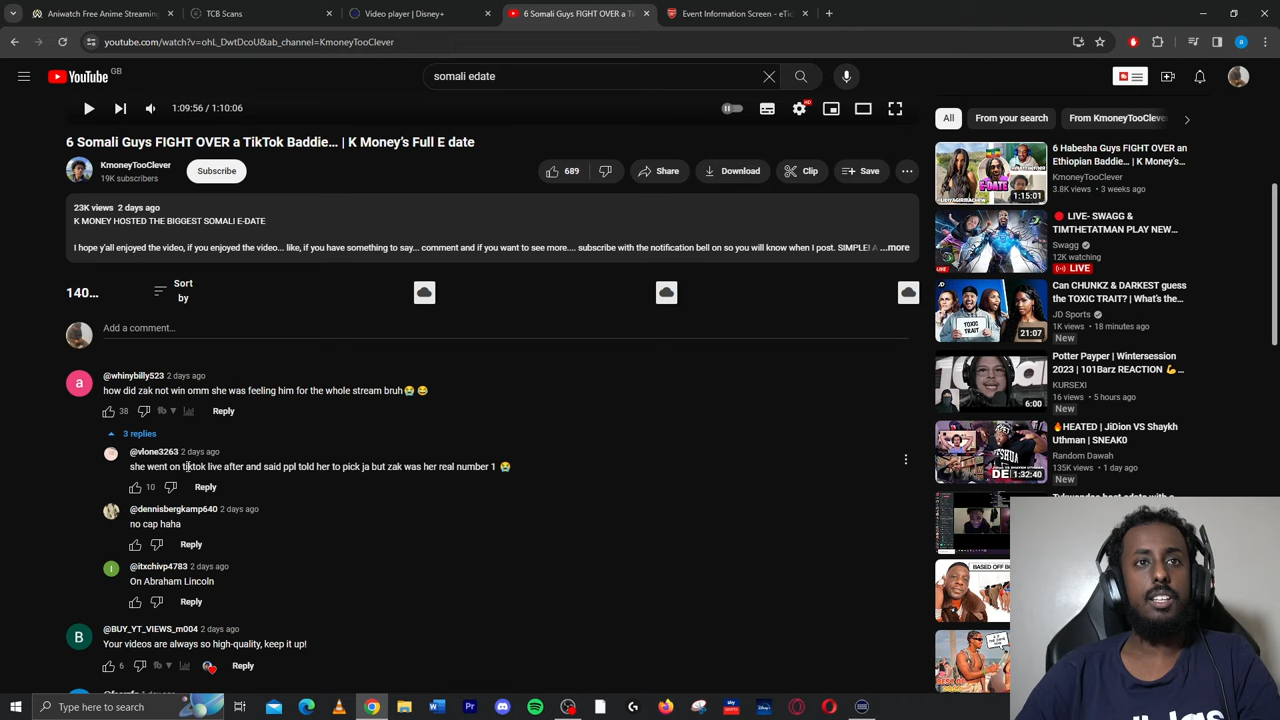 Aniwatch Free Anime Streaming
TCB Scans
Video player | Disney+
6 Somali Guys FIGHT OVER a Ti
Event Information Screen - eTic
youtube.com/watch?v=ohL_DwtDcoU&ab_channel=KmoneyTooClever
a
YouTube GB
somali edate
1:09:56 / 1:10:06
HD
6 Somali Guys FIGHT OVER a TikTok Baddie… | K Money's Full E date
KmoneyTooClever
19K subscribers
Subscribe
689
Share
Download
Clip
Save
23K views 2 days ago
K MONEY HOSTED THE BIGGEST SOMALI E-DATE
I hope y'all enjoyed the video, if you enjoyed the video... like, if you have something to say... comment and if you want to see more.... subscribe with the notification bell on so you will know when I post. SIMPLE! A ...more
140...
Sort by
Add a comment...
a
@whinybilly523 2 days ago
how did zak not win omm she was feeling him for the whole stream bruh😭😂
38
Reply
3 replies
@vlone3263 2 days ago
she went on tiktok live after and said ppl told her to pick ja but zak was her real number 1 😭
10
Reply
@dennisbergkamp640 2 days ago
no cap haha
Reply
I
@itxchivp4783 2 days ago
On Abraham Lincoln
Reply
B
@BUY_YT_VIEWS_m004 2 days ago
Your videos are always so high-quality, keep it up!
6
Reply
All
From your search
From KmoneyTooClever
6 Habesha Guys FIGHT OVER an
Ethiopian Baddie… | K Money's…
KmoneyTooClever
3.8K views • 3 weeks ago
E-DATE
1:15:01
🔴 LIVE- SWAGG &
TIMTHETATMAN PLAY NEW…
Swagg
12K watching
LIVE
LIVE
Can CHUNKZ & DARKEST guess
the TOXIC TRAIT? | What's the…
JD Sports
1K views • 18 minutes ago
New
JD
TOXIC TRAIT
21:07
Potter Payper | Wintersession
2023 | 101Barz REACTION 💪…
KURSEXI
16 views • 5 hours ago
New
6:00
🔥HEATED | JiDion VS Shaykh
Uthman | SNEAK0
Random Dawah
135K views • 1 day ago
New
1:32:40
BASED OFF BO
Type here to search